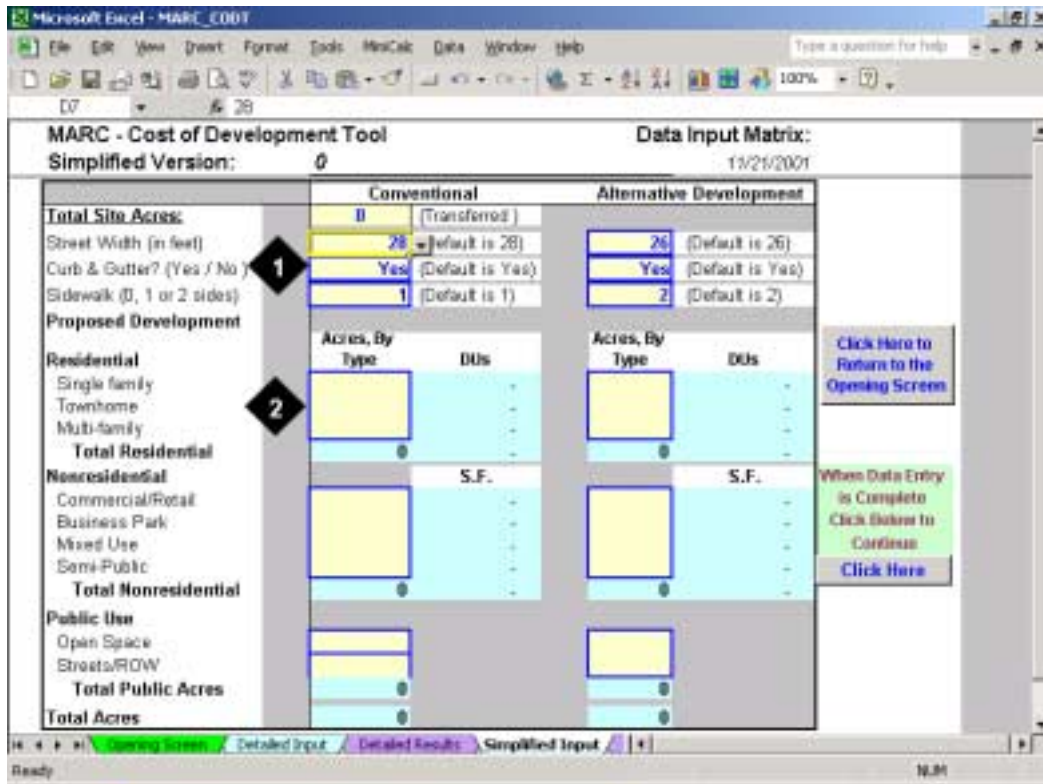 Microsoft Excel - MARC_CODT
File Edit View Insert Format Tools MiniCalc Data Window Help Type a question for help
100%
D7 fx 28
MARC - Cost of Development Tool Data Input Matrix:
Simplified Version: 0 11/21/2001
Conventional Alternative Development
Total Site Acres: 0 (Transferred )
Street Width (in feet) 28 efault is 28) 26 (Default is 26)
Curb & Gutter? (Yes / No ) 1 Yes (Default is Yes) Yes (Default is Yes)
Sidewalk (0, 1 or 2 sides) 1 (Default is 1) 2 (Default is 2)
Proposed Development
Acres, By Type DUs Acres, By Type DUs
Residential
Single family - -
Townhome 2 - -
Multi-family - -
Total Residential 0 - 0 -
Click Here to
Return to the
Opening Screen
Nonresidential S.F. S.F.
Commercial/Retail - -
Business Park - -
Mixed Use - -
Semi-Public - -
Total Nonresidential 0 - 0 -
When Data Entry
is Complete
Click Below to
Continue
Click Here
Public Use
Open Space
Streets/ROW
Total Public Acres 0 0
Total Acres 0 0
Opening Screen Detailed Input Detailed Results Simplified Input
Ready NUM